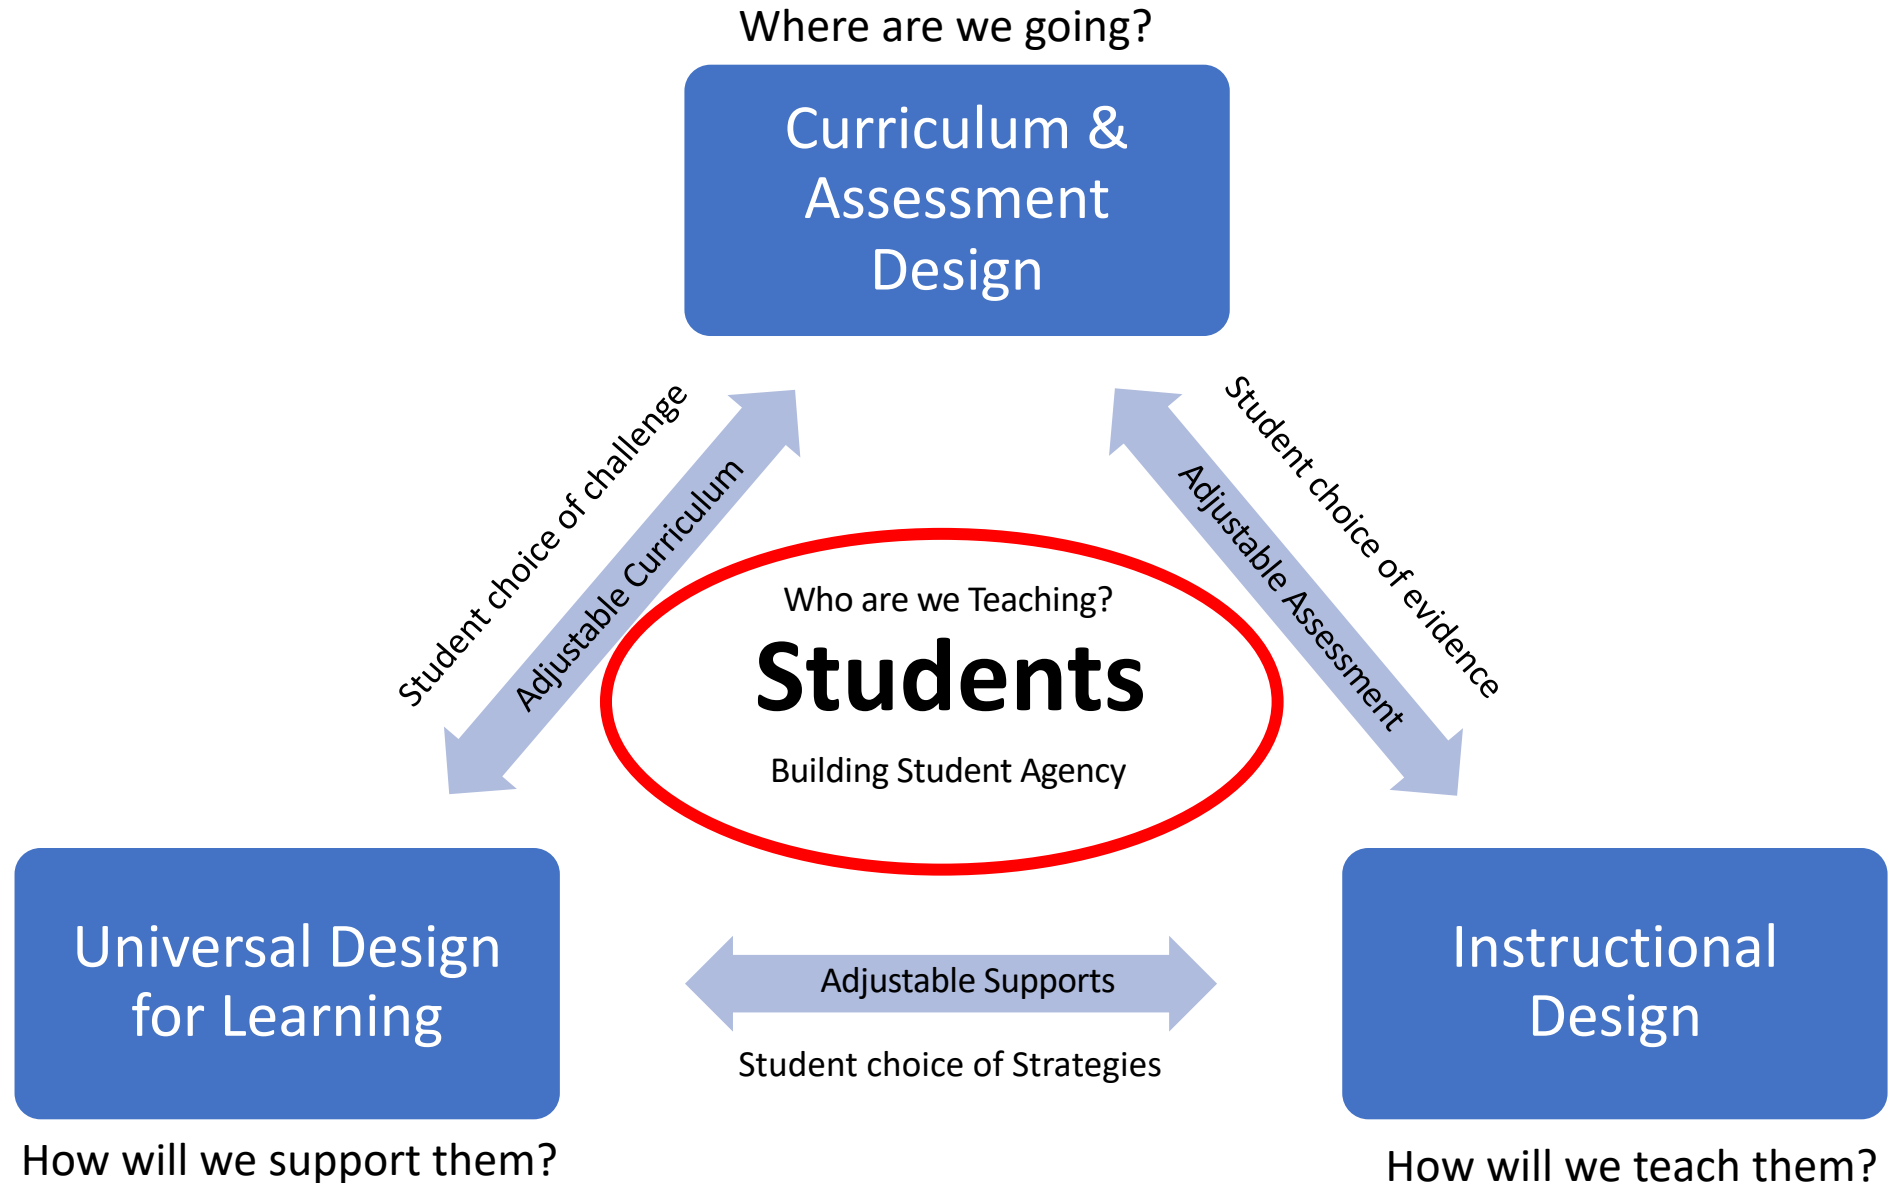 Where are we going?
Curriculum &
Assessment
Design
Student choice of challenge
Adjustable Curriculum
Adjustable Assessment
Student choice of evidence
Who are we Teaching?
Students
Building Student Agency
Universal Design
for Learning
Adjustable Supports
Student choice of Strategies
Instructional
Design
How will we support them?
How will we teach them?